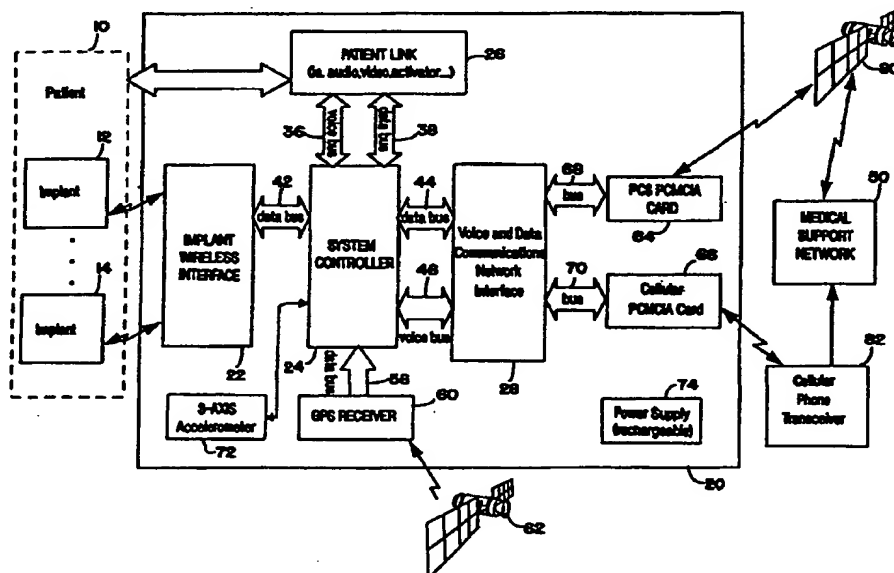 10
Patient
12
Implant
14
Implant
PATIENT LINK
(ie. audio,video,activator...)
26
36
voice bus
data bus
38
IMPLANT
WIRELESS
INTERFACE
22
42
data bus
SYSTEM
CONTROLLER
24
44
data bus
46
voice bus
Voice and Data
Communications
Network
Interface
28
68
bus
PCS PCMCIA
CARD
64
70
bus
Cellular
PCMCIA Card
66
80
50
MEDICAL
SUPPORT
NETWORK
82
Cellular
Phone
Transceiver
3-AXIS
Accelerometer
72
data bus
58
GPS RECEIVER
60
74
Power Supply
(rechargeable)
20
62